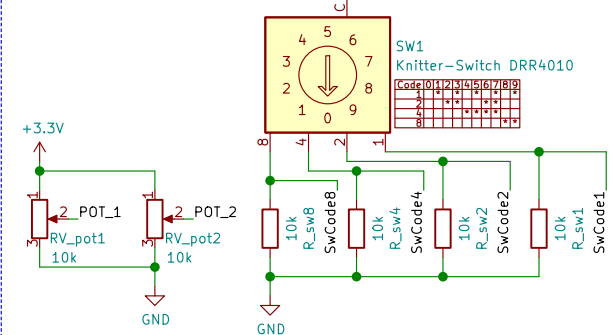 C
5
4 6
3 7
2 8
1 9
0
SW1
Knitter-Switch DRR4010
Code 0 1 2 3 4 5 6 7 8 9
1 * * * * *
2 * * * *
4 * * * *
8 * *
8 4 2 1
+3.3V
1 1
2 POT_1 2 POT_2
3 RV_pot1 3 RV_pot2
10k 10k
GND
10k R_sw8 SwCode8
10k R_sw4 SwCode4
10k R_sw2 SwCode2
10k R_sw1 SwCode1
GND